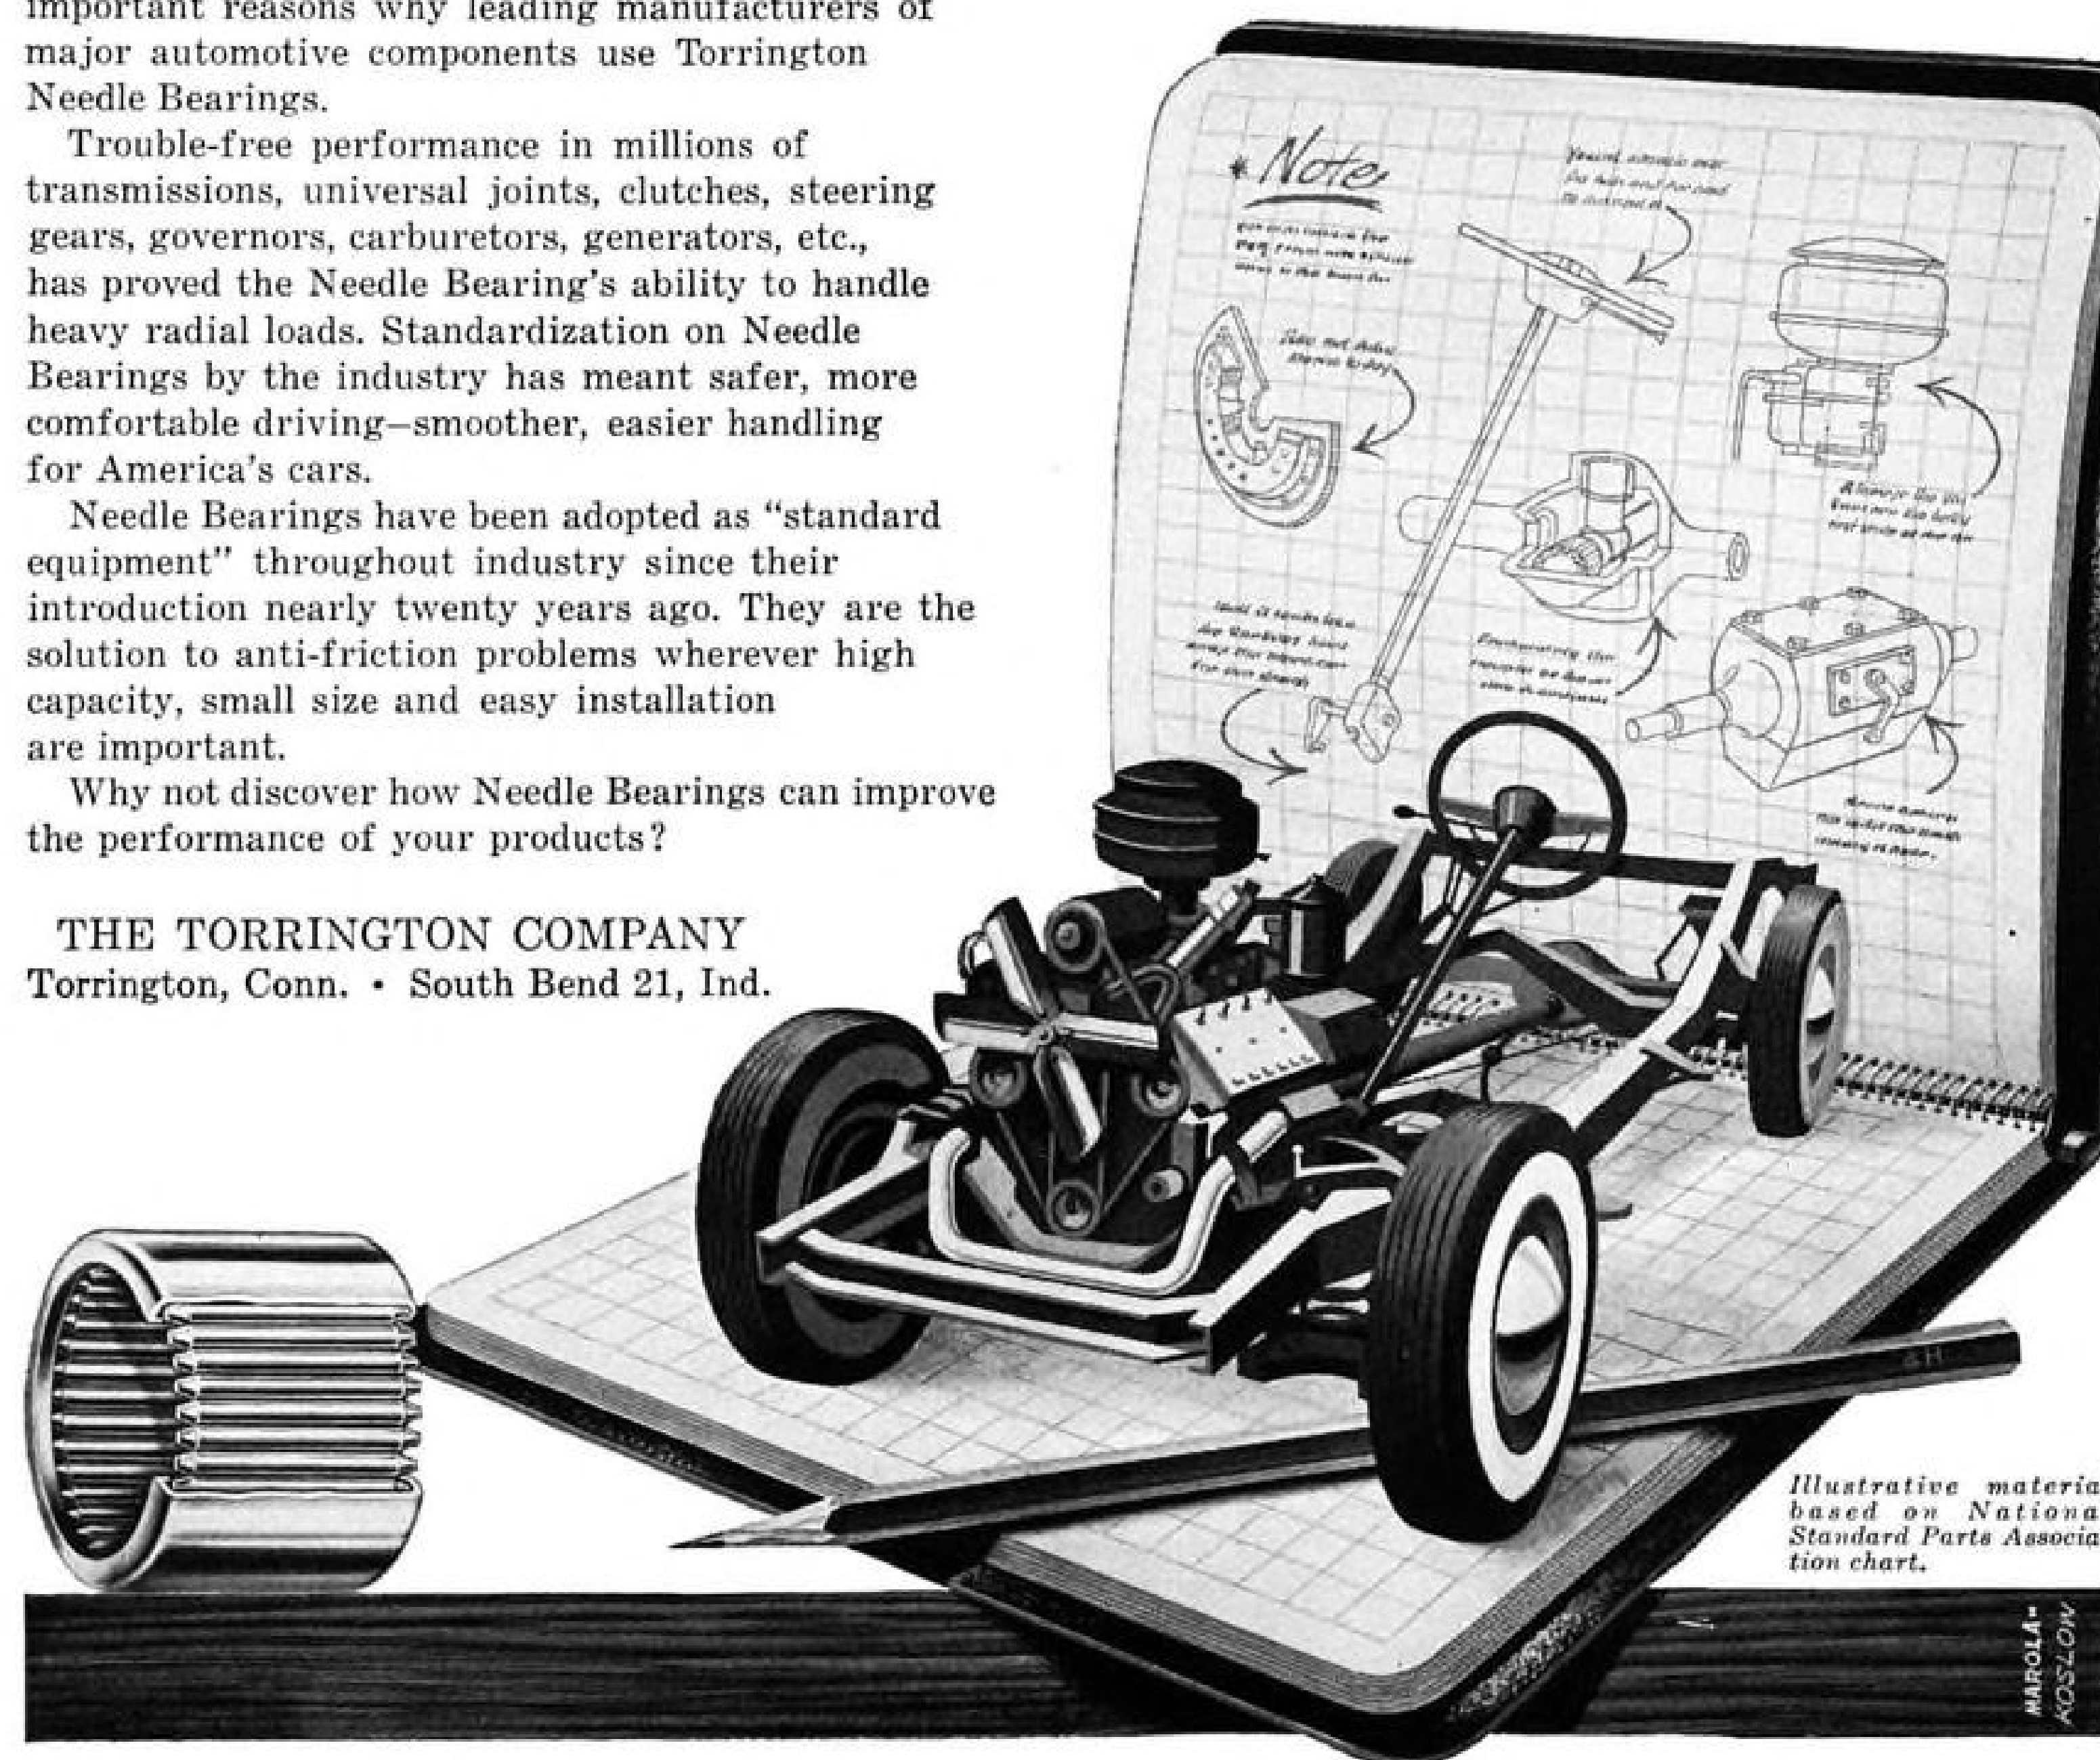 important reasons why leading manufacturers of
major automotive components use Torrington
Needle Bearings.
Trouble-free performance in millions of
transmissions, universal joints, clutches, steering
gears, governors, carburetors, generators, etc.,
has proved the Needle Bearing's ability to handle
heavy radial loads. Standardization on Needle
Bearings by the industry has meant safer, more
comfortable driving—smoother, easier handling
for America's cars.
Needle Bearings have been adopted as “standard
equipment” throughout industry since their
introduction nearly twenty years ago. They are the
solution to anti-friction problems wherever high
capacity, small size and easy installation
are important.
Why not discover how Needle Bearings can improve
the performance of your products?
THE TORRINGTON COMPANY
Torrington, Conn. • South Bend 21, Ind.
* Note
4H
Illustrative materia
based on Nationa
Standard Parts Associa
tion chart.
MAROLA-
KOSLOW